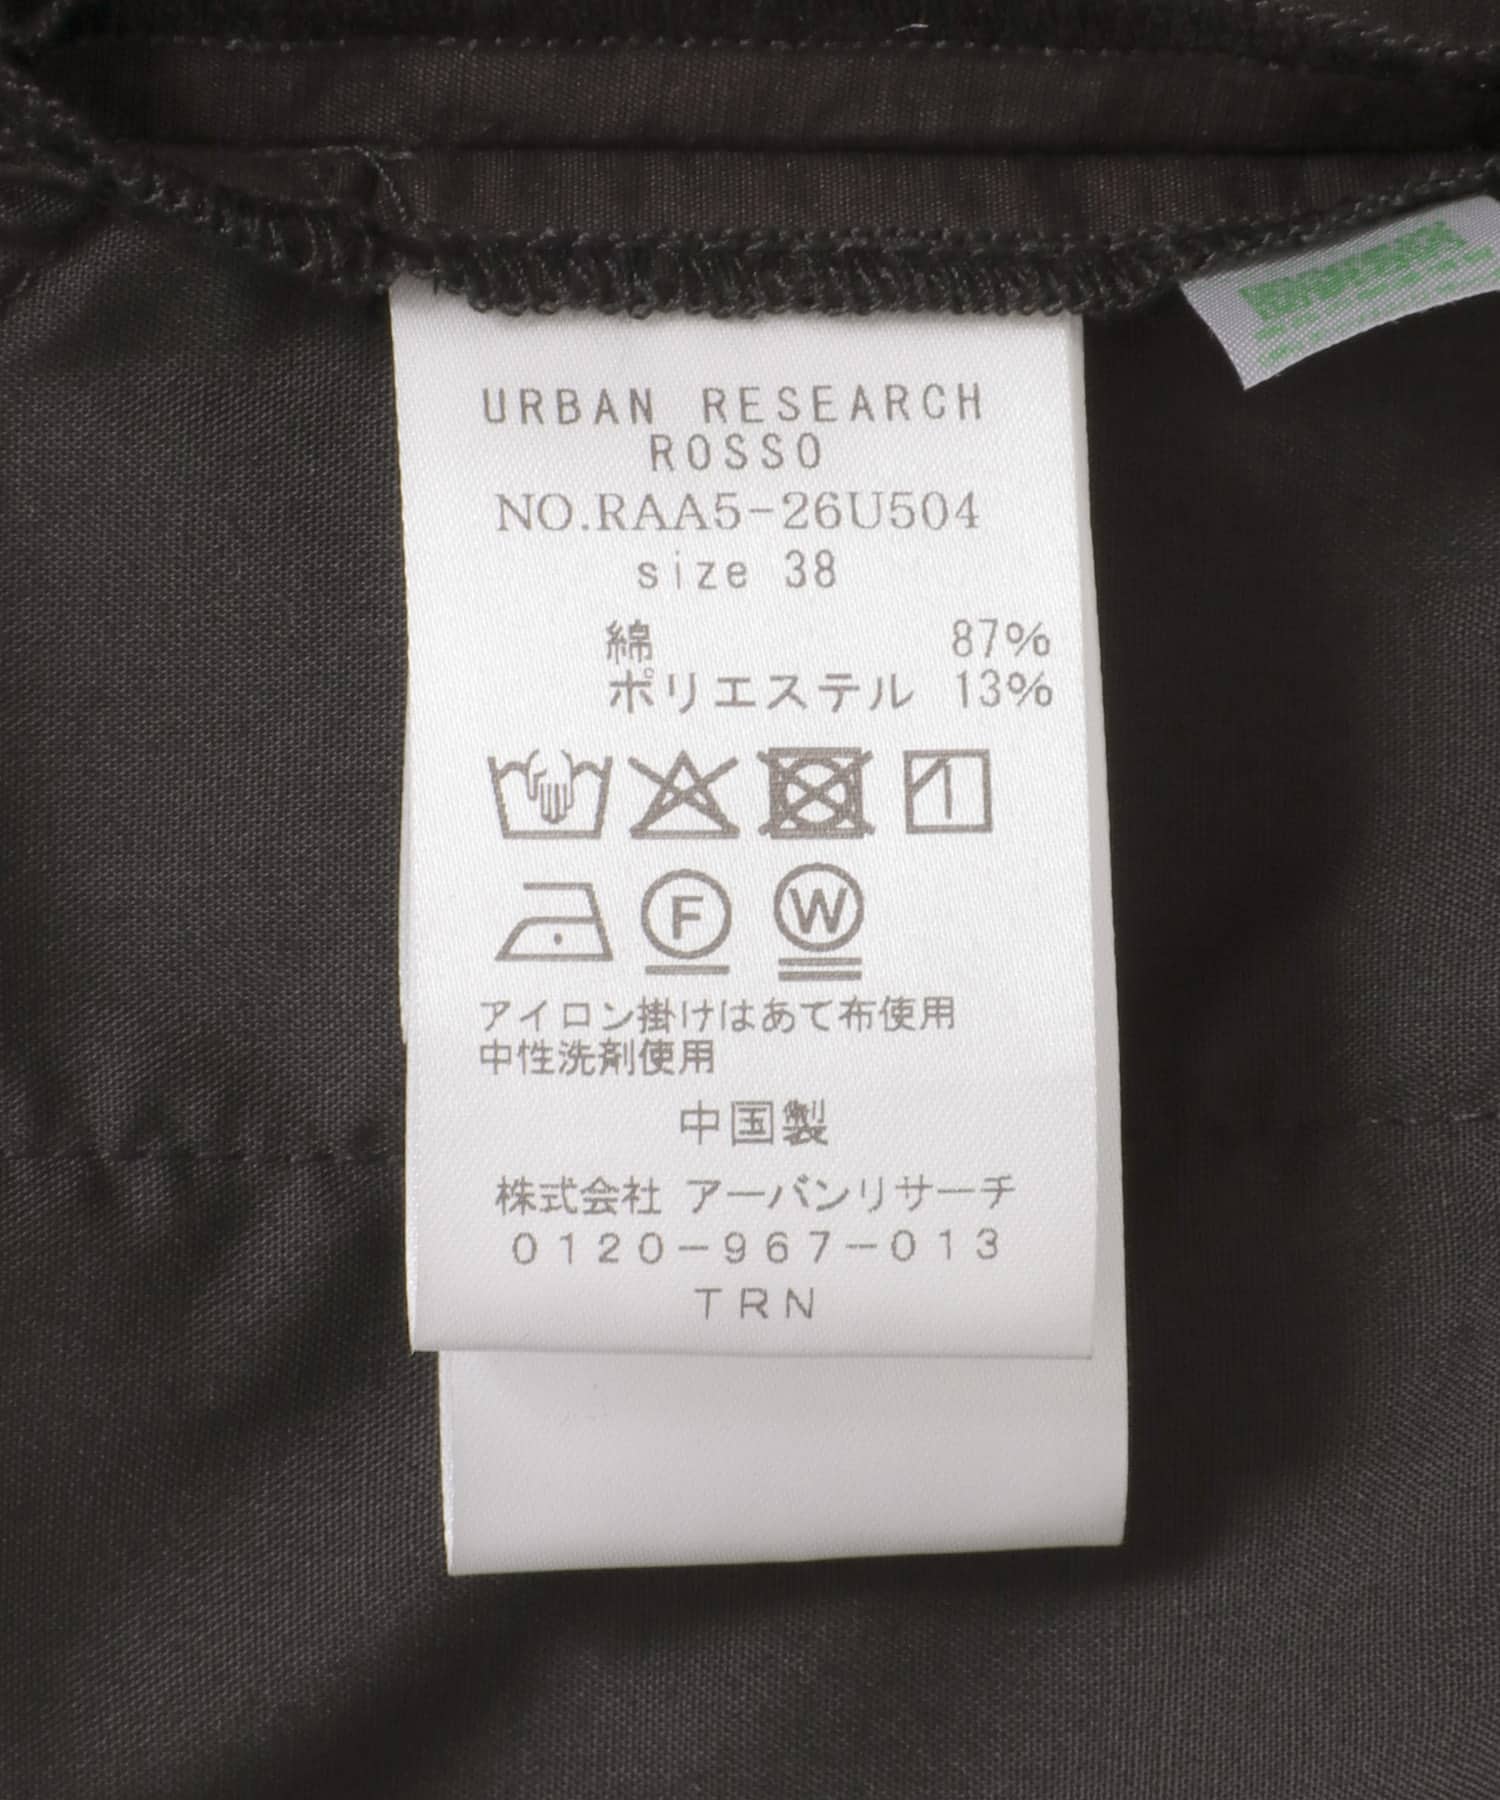 URBAN RESEARCH
ROSSO
NO.RAA5-26U504
size 38
綿 87%
ポリエステル 13%
F W
アイロン掛けはあて布使用
中性洗剤使用
中国製
株式会社 アーバンリサーチ
0120-967-013
TRN